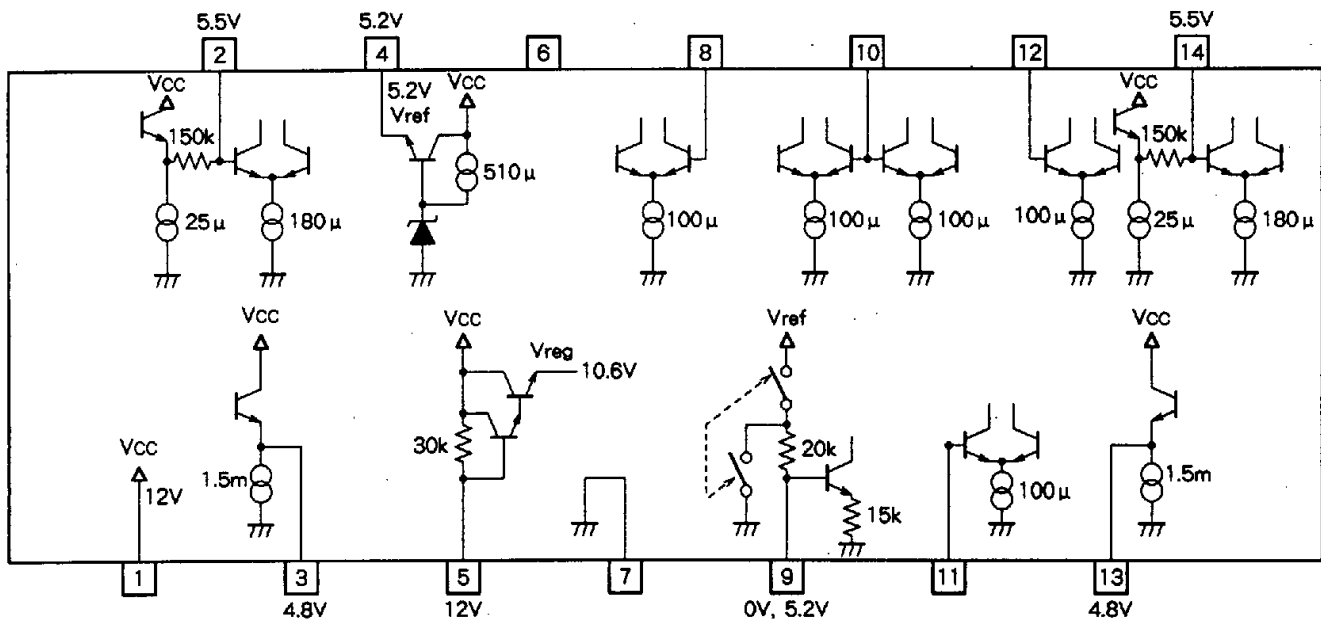 5.5V 5.2V 5.5V
2 4 6 8 10 12 14
VCC 5.2V VCC VCC
Vref
150k 510μ 150k
25μ 180μ 100μ 100μ 100μ 100μ 25μ 180μ
VCC VCC Vref VCC
Vreg
10.6V
VCC 30k 20k
12V 1.5m 15k 100μ 1.5m
1 3 5 7 9 11 13
4.8V 12V 0V, 5.2V 4.8V